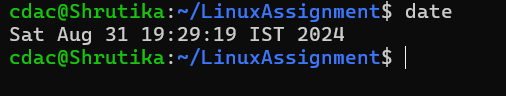 cdac@Shrutika:~/LinuxAssignment$ date
Sat Aug 31 19:29:19 IST 2024
cdac@Shrutika:~/LinuxAssignment$